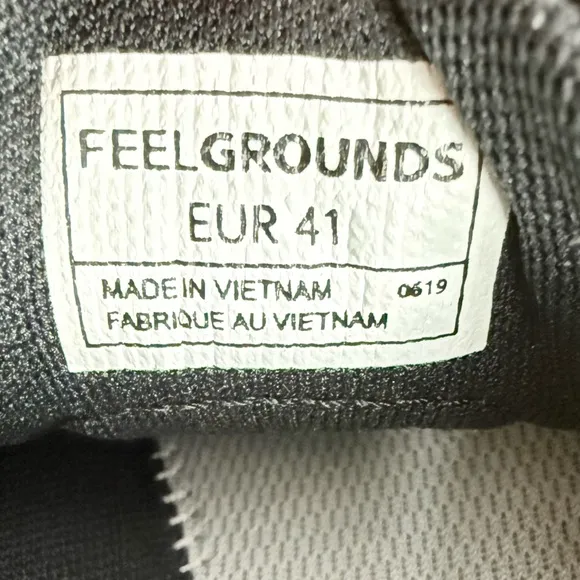 FEELGROUNDS
EUR 41
MADE IN VIETNAM 0619
FABRIQUE AU VIETNAM